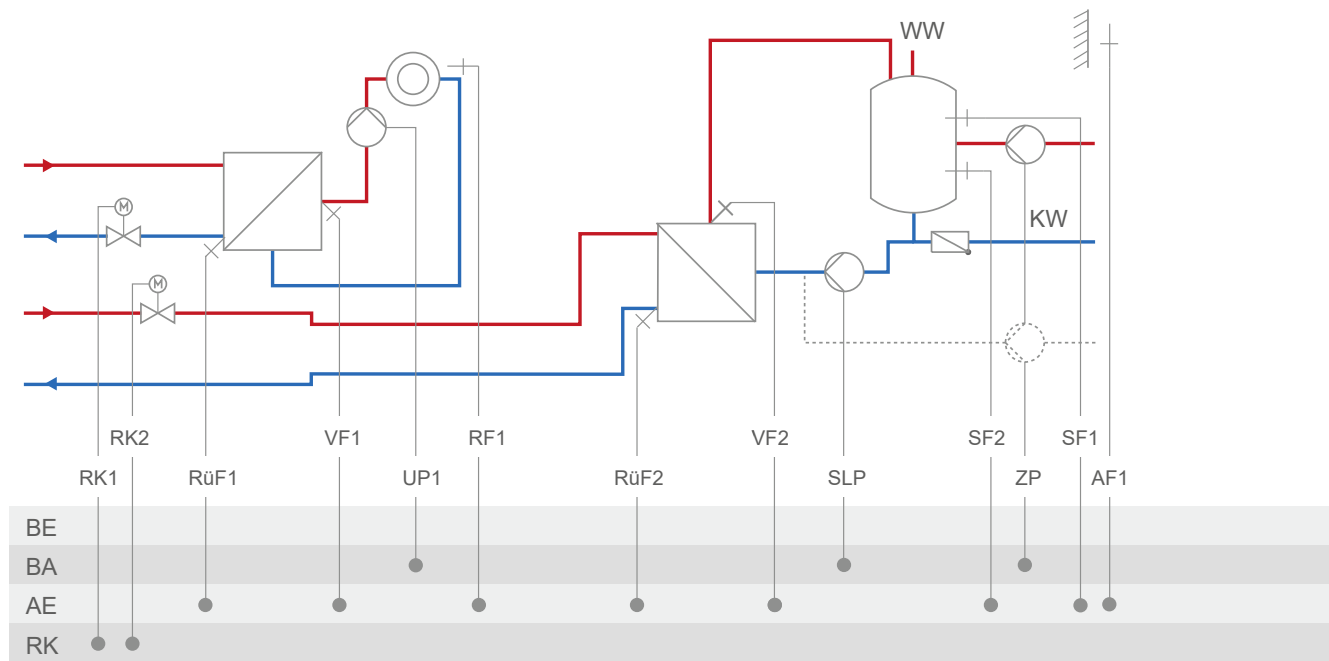 WW
M
KW
M
RK2 VF1 RF1 VF2 SF2 SF1
RK1 RüF1 UP1 RüF2 SLP ZP AF1
BE
BA
AE
RK